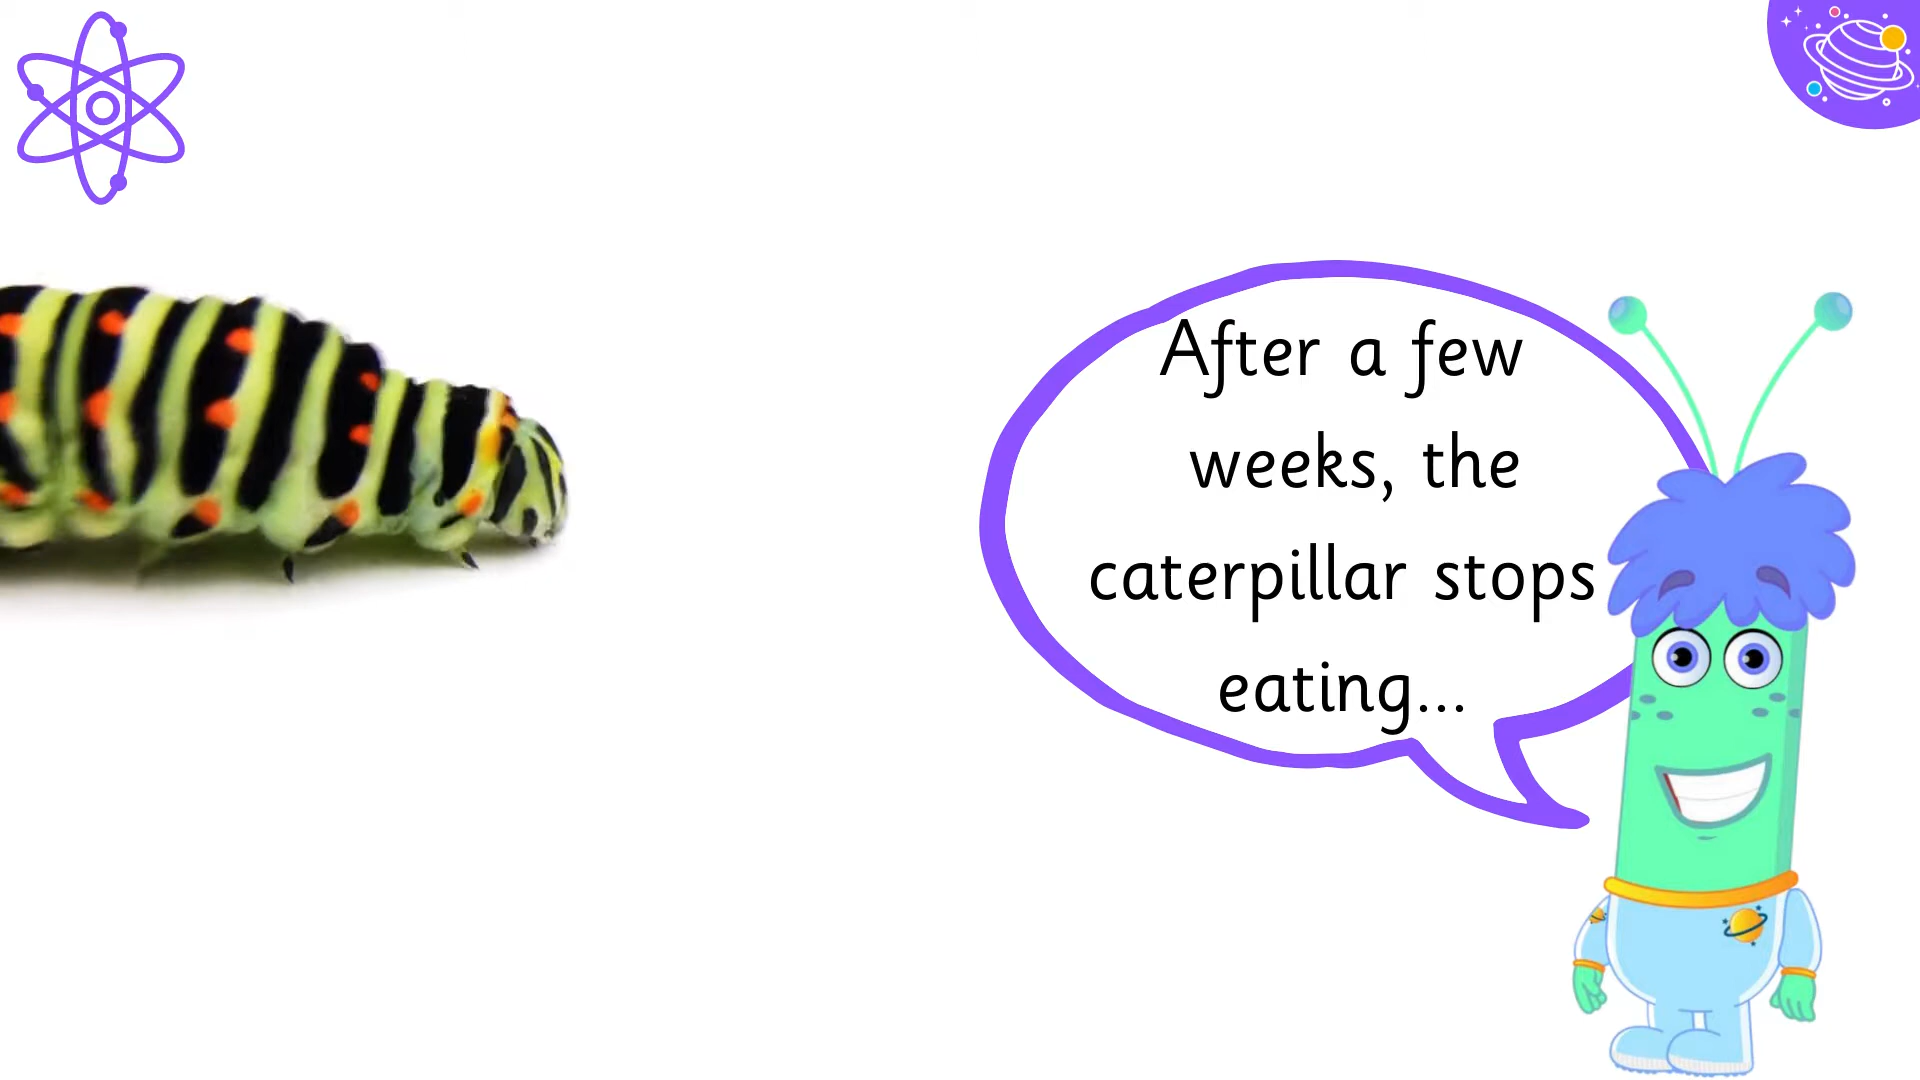 After a few
weeks, the
caterpillar stops
eating...